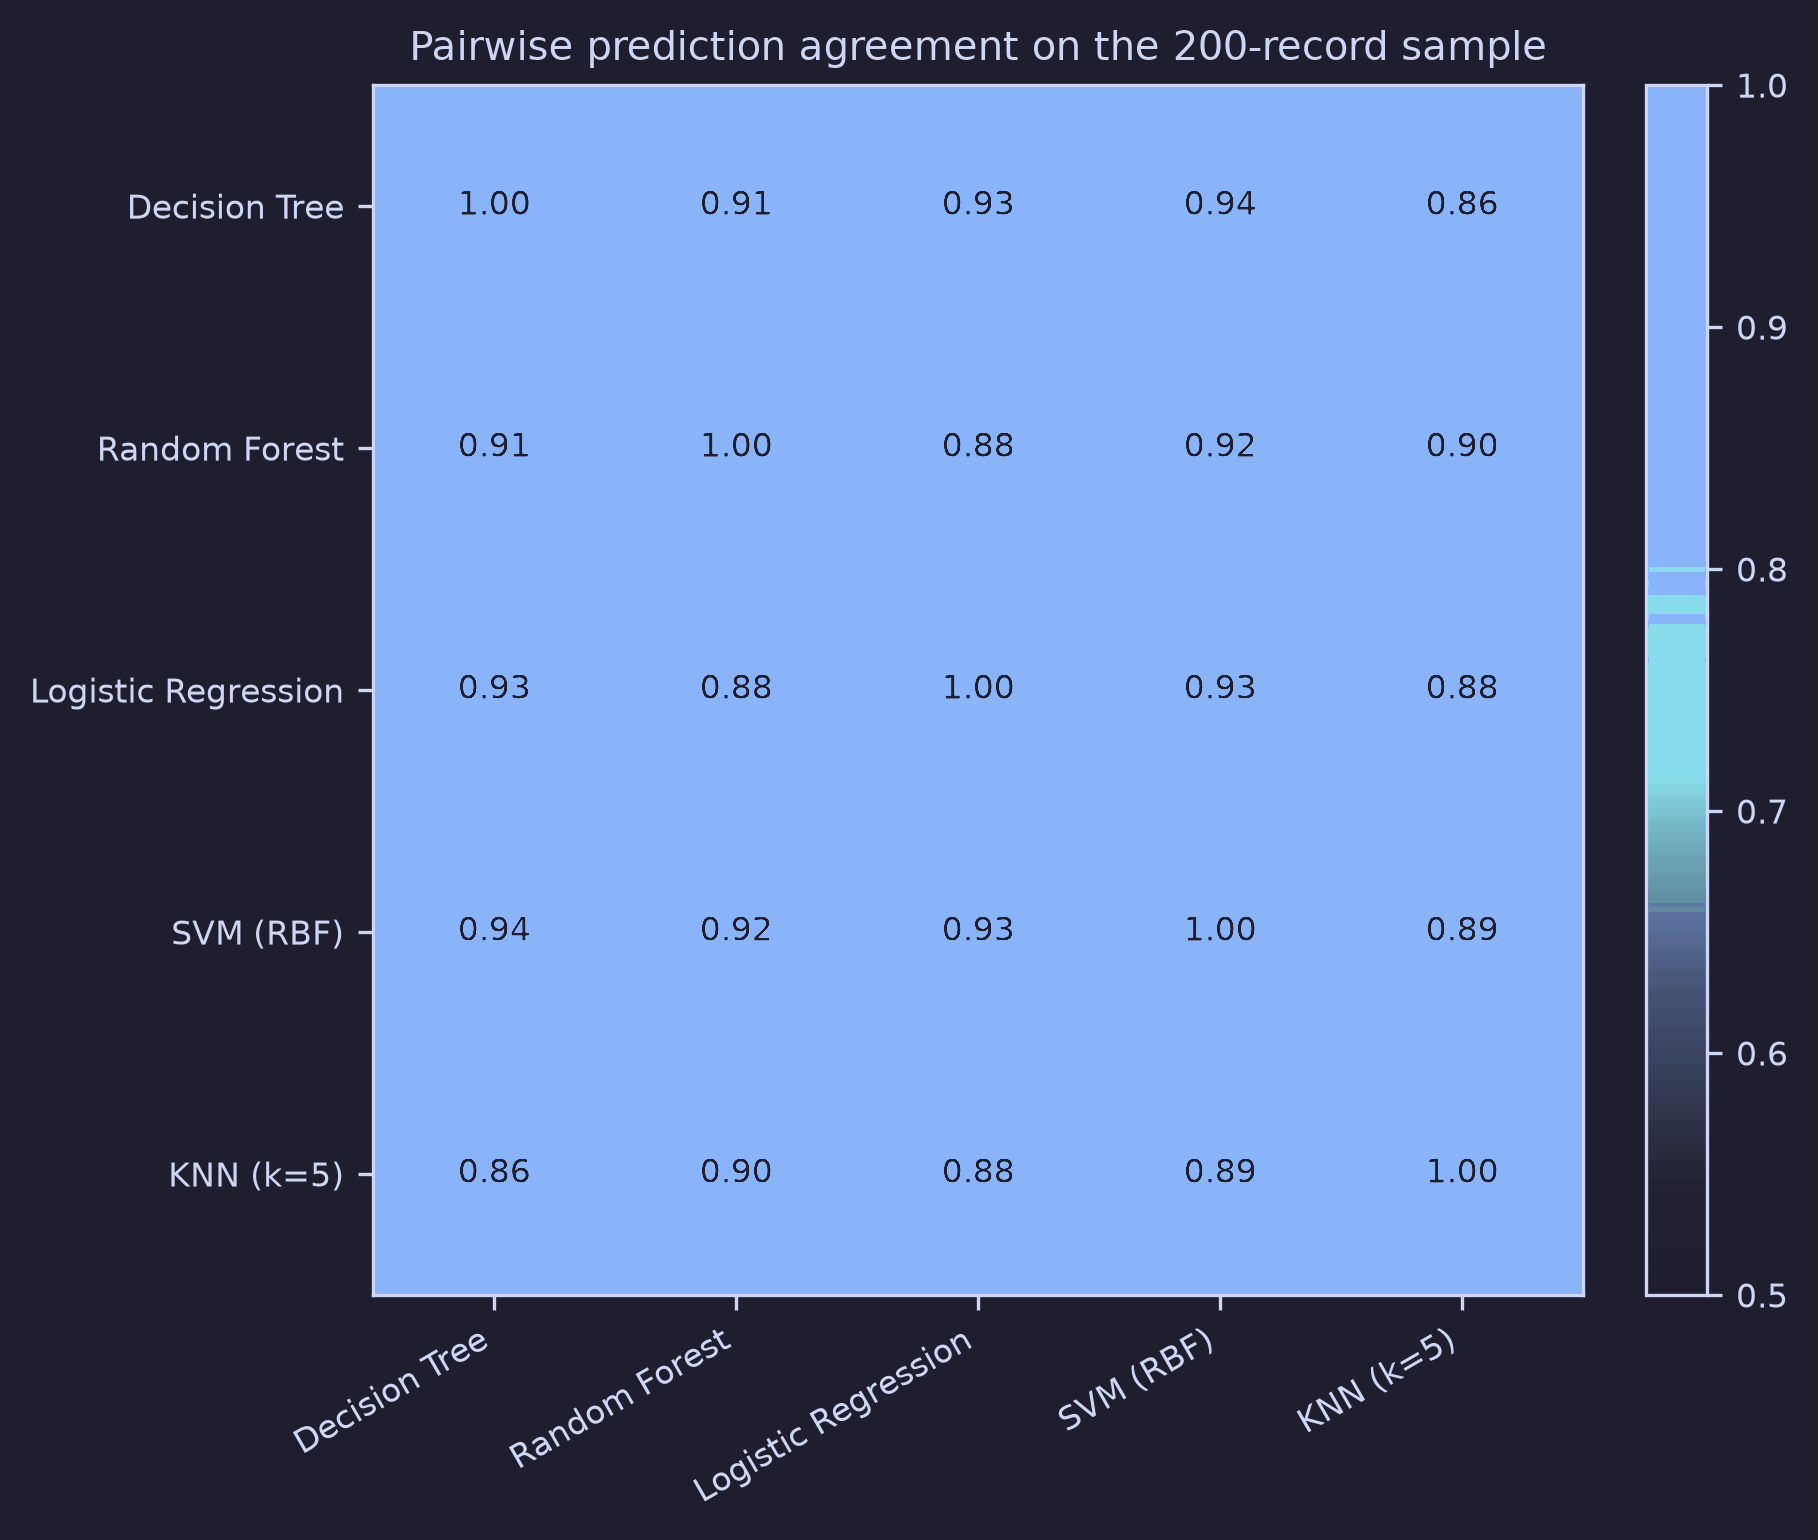 Pairwise prediction agreement on the 200-record sample
Decision Tree 1.00 0.91 0.93 0.94 0.86
Random Forest 0.91 1.00 0.88 0.92 0.90
Logistic Regression 0.93 0.88 1.00 0.93 0.88
SVM (RBF) 0.94 0.92 0.93 1.00 0.89
KNN (k=5) 0.86 0.90 0.88 0.89 1.00
Decision Tree
Random Forest
Logistic Regression
SVM (RBF)
KNN (k=5)
1.0
0.9
0.8
0.7
0.6
0.5